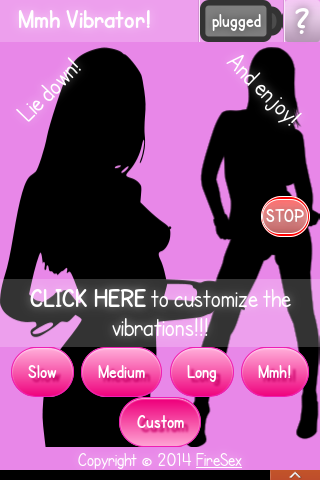 Mmh Vibrator!
plugged
?
Lie down!
And enjoy!
STOP
CLICK HERE to customize the
vibrations!!!
Slow
Medium
Long
Mmh!
Custom
Copyright © 2014 FireSex